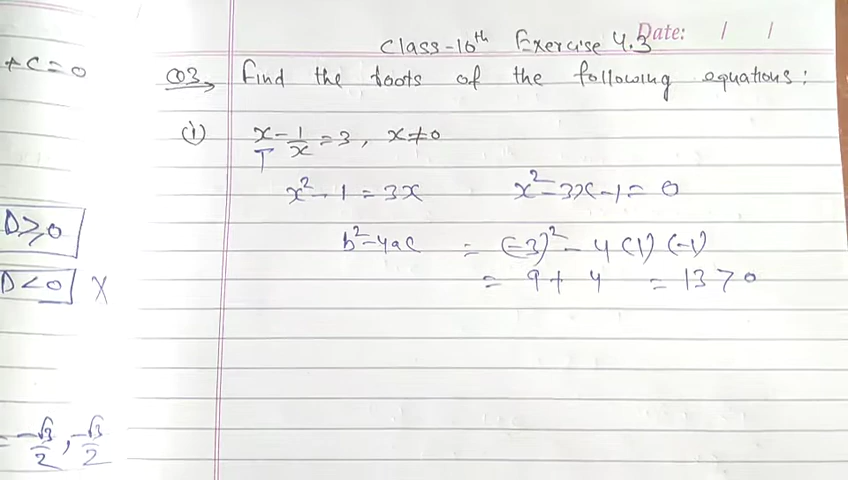 Date: / /
Class-10th Exercise 4.3
+c=0
Q3, Find the roots of the following equations:
(i) x/1 - 1/x = 3, x≠0
x² - 1 = 3x x² - 3x - 1 = 0
D≥0
b² - 4ac = (-3)² - 4(1)(-1)
D<0 X
= 9 + 4 = 13 > 0
= -√3/2, -√3/2